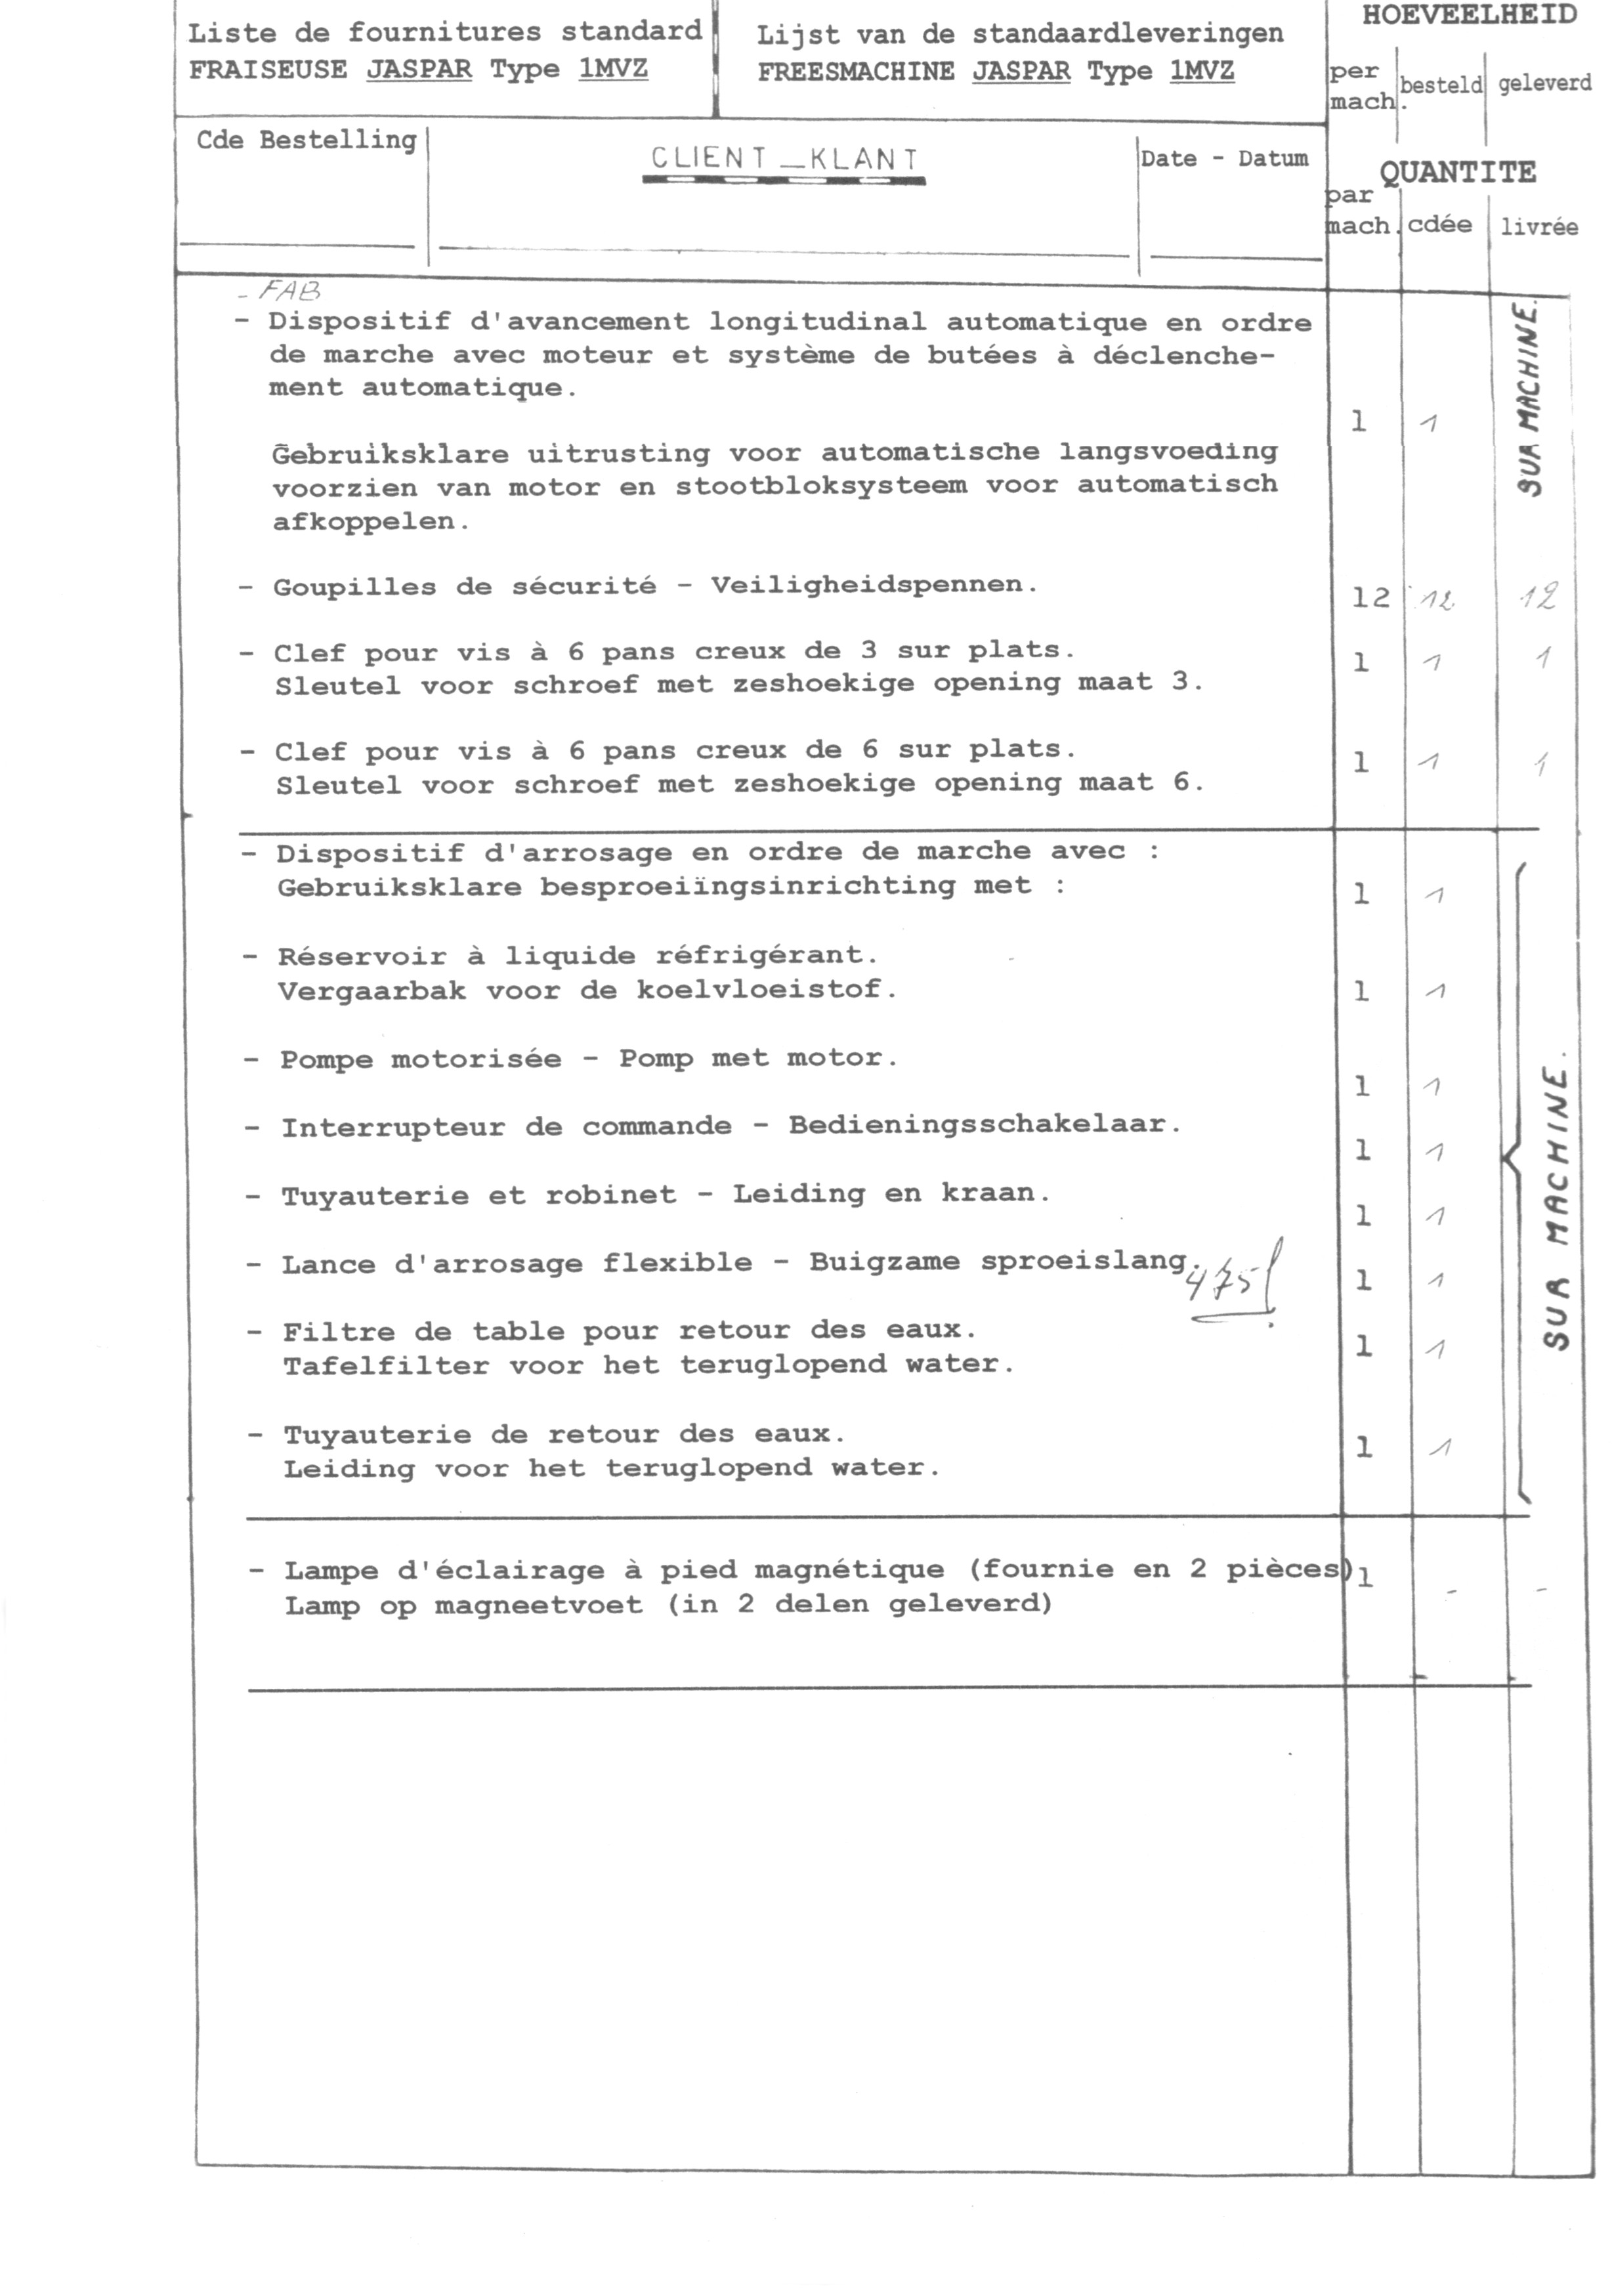 Liste de fournitures standard
FRAISEUSE JASPAR Type 1MVZ
Lijst van de standaardleveringen
FREESMACHINE JASPAR Type 1MVZ
HOEVEELHEID
per mach. besteld geleverd
Cde Bestelling
CLIENT - KLANT
Date - Datum
QUANTITE
par mach. cdée livrée
- FAB
- Dispositif d'avancement longitudinal automatique en ordre
de marche avec moteur et système de butées à déclenche-
ment automatique.
1 1 SUR MACHINE.
Gebruiksklare uitrusting voor automatische langsvoeding
voorzien van motor en stootbloksysteem voor automatisch
afkoppelen.
- Goupilles de sécurité - Veiligheidspennen. 12 12 12
- Clef pour vis à 6 pans creux de 3 sur plats. 1 1 1
Sleutel voor schroef met zeshoekige opening maat 3.
- Clef pour vis à 6 pans creux de 6 sur plats. 1 1 1
Sleutel voor schroef met zeshoekige opening maat 6.
- Dispositif d'arrosage en ordre de marche avec :
Gebruiksklare besproeiïngsinrichting met : 1 1
- Réservoir à liquide réfrigérant.
Vergaarbak voor de koelvloeistof. 1 1
- Pompe motorisée - Pomp met motor. 1 1
- Interrupteur de commande - Bedieningsschakelaar. 1 1
SUR MACHINE.
- Tuyauterie et robinet - Leiding en kraan. 1 1
- Lance d'arrosage flexible - Buigzame sproeislang. 1 1
- Filtre de table pour retour des eaux. 1 1
Tafelfilter voor het teruglopend water.
- Tuyauterie de retour des eaux. 1 1
Leiding voor het teruglopend water.
- Lampe d'éclairage à pied magnétique (fournie en 2 pièces) 1 - -
Lamp op magneetvoet (in 2 delen geleverd)